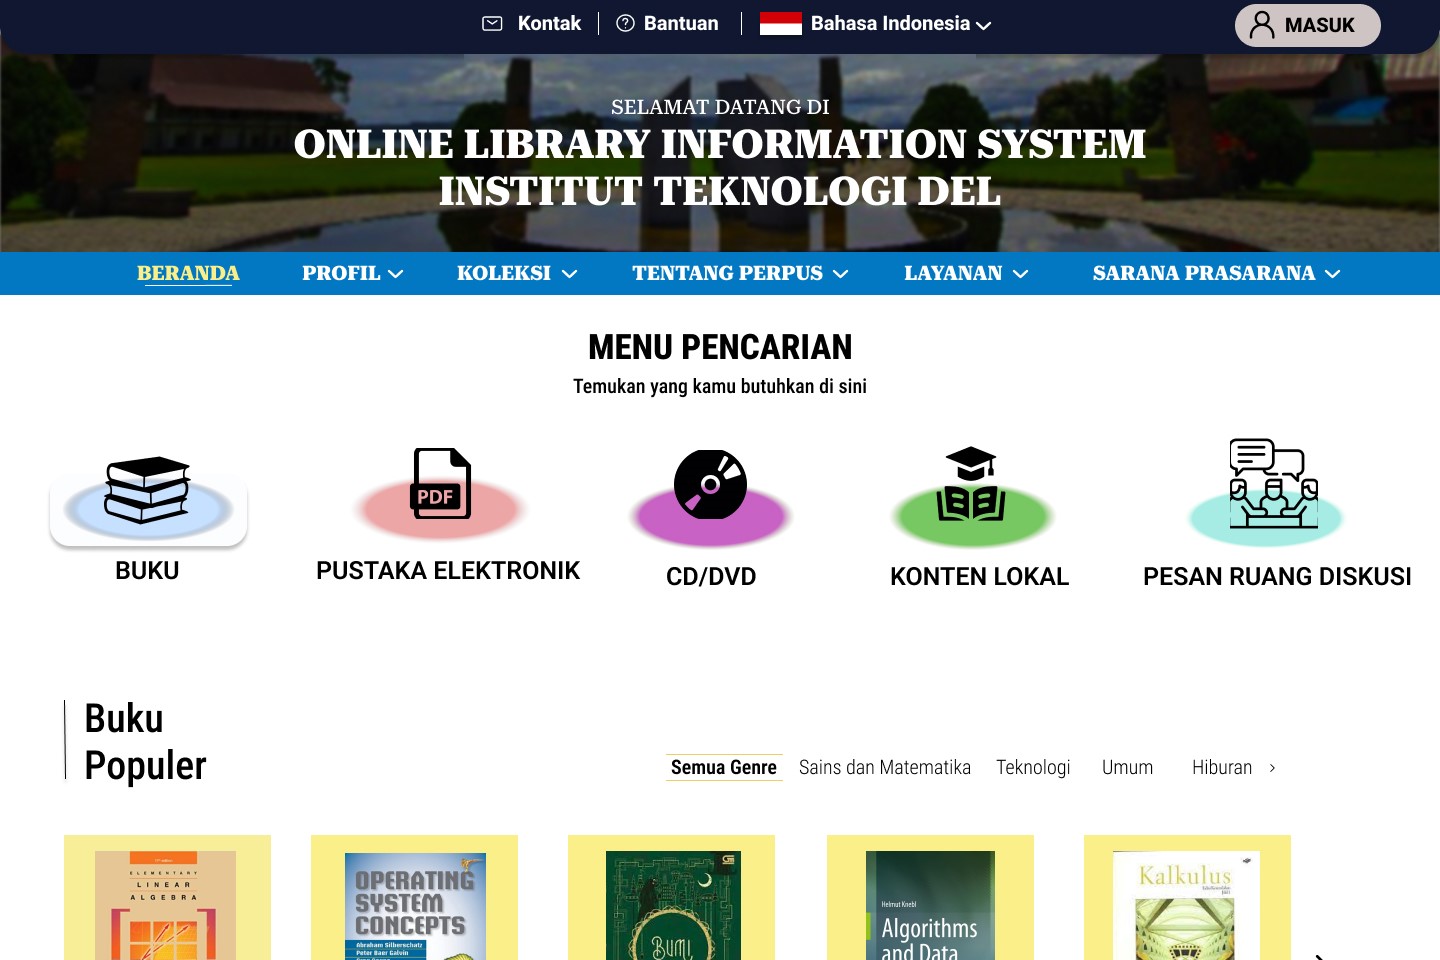 Kontak
Bantuan
Bahasa Indonesia
MASUK
SELAMAT DATANG DI
ONLINE LIBRARY INFORMATION SYSTEM
INSTITUT TEKNOLOGI DEL
BERANDA
PROFIL
KOLEKSI
TENTANG PERPUS
LAYANAN
SARANA PRASARANA
MENU PENCARIAN
Temukan yang kamu butuhkan di sini
PDF
BUKU
PUSTAKA ELEKTRONIK
CD/DVD
KONTEN LOKAL
PESAN RUANG DISKUSI
Buku
Populer
Semua Genre
Sains dan Matematika
Teknologi
Umum
Hiburan
ELEMENTARY
LINEAR
ALGEBRA
OPERATING
SYSTEM
CONCEPTS
Abraham Silberschatz
Peter Baer Galvin
BUMI
Helmut Knebl
Algorithms
and Data
Kalkulus